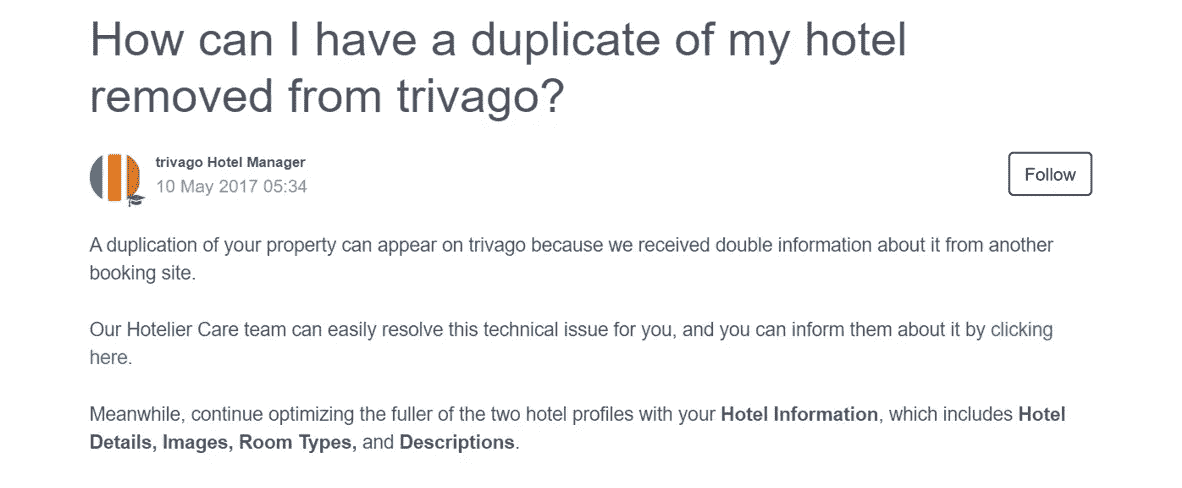 How can I have a duplicate of my hotel
removed from trivago?
trivago Hotel Manager
10 May 2017 05:34
Follow
A duplication of your property can appear on trivago because we received double information about it from another
booking site.
Our Hotelier Care team can easily resolve this technical issue for you, and you can inform them about it by clicking
here.
Meanwhile, continue optimizing the fuller of the two hotel profiles with your Hotel Information, which includes Hotel
Details, Images, Room Types, and Descriptions.